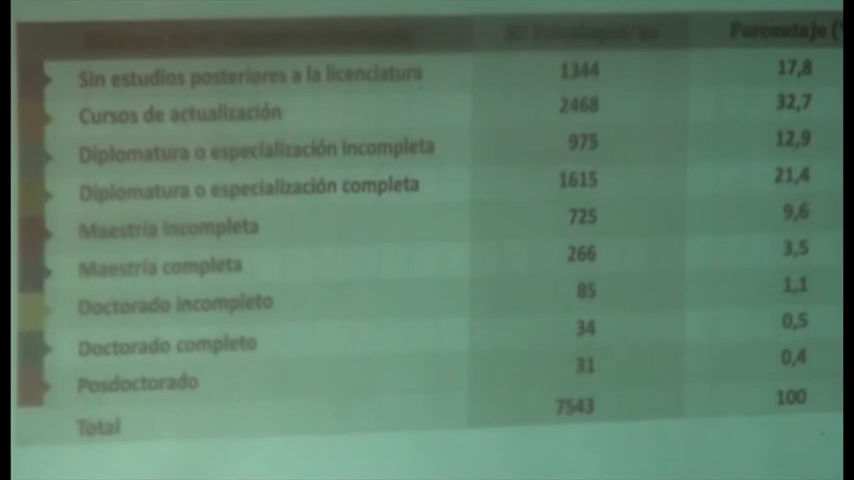 Porcentaje (
Sin estudios posteriores a la licenciatura 1344 17,8
Cursos de actualización 2468 32,7
Diplomatura o especialización incompleta 975 12,9
Diplomatura o especialización completa 1615 21,4
Maestría incompleta 725 9,6
Maestría completa 266 3,5
Doctorado incompleto 85 1,1
Doctorado completo 34 0,5
Posdoctorado 31 0,4
Total 7543 100